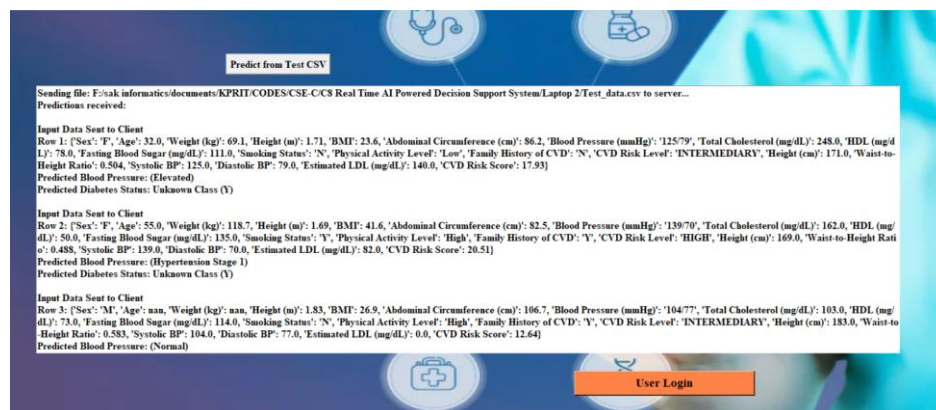 Predict from Test CSV
Sending file: F:/sak informatics/documents/KPRIT/CODES/CSE-C/C8 Real Time AI Powered Decision Support System/Laptop 2/Test_data.csv to server...
Predictions received:
Input Data Sent to Client
Row 1: {'Sex': 'F', 'Age': 32.0, 'Weight (kg)': 69.1, 'Height (m)': 1.71, 'BMI': 23.6, 'Abdominal Circumference (cm)': 86.2, 'Blood Pressure (mmHg)': '125/79', 'Total Cholesterol (mg/dL)': 248.0, 'HDL (mg/d
L)': 78.0, 'Fasting Blood Sugar (mg/dL)': 111.0, 'Smoking Status': 'N', 'Physical Activity Level': 'Low', 'Family History of CVD': 'N', 'CVD Risk Level': 'INTERMEDIARY', 'Height (cm)': 171.0, 'Waist-to-
Height Ratio': 0.504, 'Systolic BP': 125.0, 'Diastolic BP': 79.0, 'Estimated LDL (mg/dL)': 140.0, 'CVD Risk Score': 17.93}
Predicted Blood Pressure: (Elevated)
Predicted Diabetes Status: Unknown Class (Y)
Input Data Sent to Client
Row 2: {'Sex': 'F', 'Age': 55.0, 'Weight (kg)': 118.7, 'Height (m)': 1.69, 'BMI': 41.6, 'Abdominal Circumference (cm)': 82.5, 'Blood Pressure (mmHg)': '139/70', 'Total Cholesterol (mg/dL)': 162.0, 'HDL (mg/
dL)': 50.0, 'Fasting Blood Sugar (mg/dL)': 135.0, 'Smoking Status': 'Y', 'Physical Activity Level': 'High', 'Family History of CVD': 'Y', 'CVD Risk Level': 'HIGH', 'Height (cm)': 169.0, 'Waist-to-Height Rati
o': 0.488, 'Systolic BP': 139.0, 'Diastolic BP': 70.0, 'Estimated LDL (mg/dL)': 82.0, 'CVD Risk Score': 20.51}
Predicted Blood Pressure: (Hypertension Stage 1)
Predicted Diabetes Status: Unknown Class (Y)
Input Data Sent to Client
Row 3: {'Sex': 'M', 'Age': nan, 'Weight (kg)': nan, 'Height (m)': 1.83, 'BMI': 26.9, 'Abdominal Circumference (cm)': 106.7, 'Blood Pressure (mmHg)': '104/77', 'Total Cholesterol (mg/dL)': 103.0, 'HDL (mg/
dL)': 73.0, 'Fasting Blood Sugar (mg/dL)': 114.0, 'Smoking Status': 'N', 'Physical Activity Level': 'High', 'Family History of CVD': 'Y', 'CVD Risk Level': 'INTERMEDIARY', 'Height (cm)': 183.0, 'Waist-to
-Height Ratio': 0.583, 'Systolic BP': 104.0, 'Diastolic BP': 77.0, 'Estimated LDL (mg/dL)': 0.0, 'CVD Risk Score': 12.64}
Predicted Blood Pressure: (Normal)
User Login